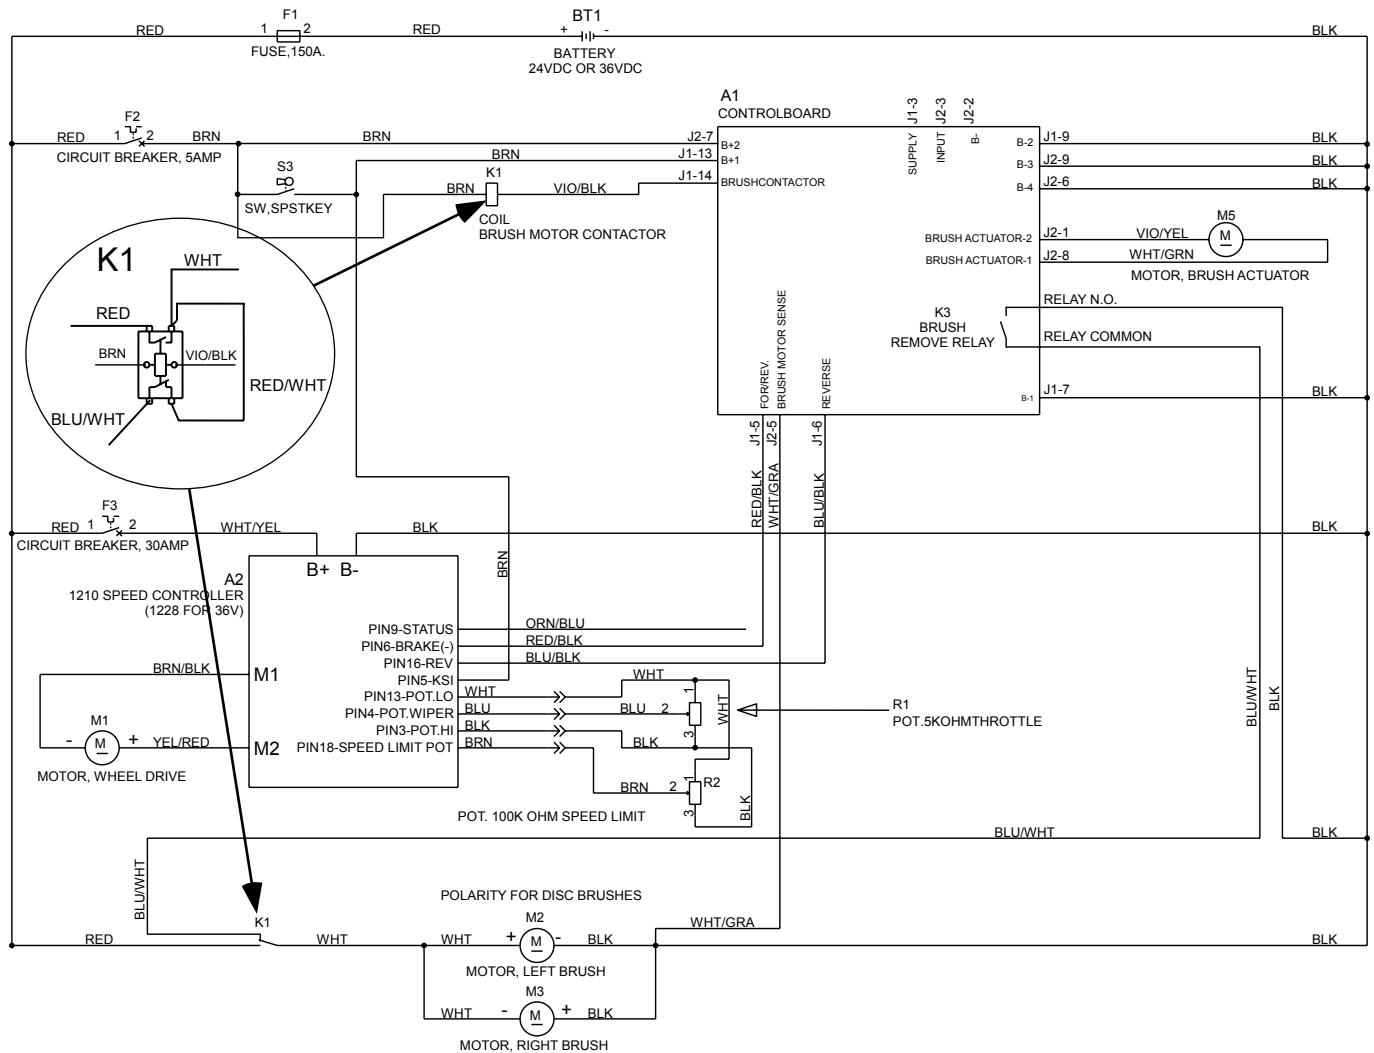 RED
F1
1 2
FUSE,150A.
RED
BT1
+ -
BATTERY
24VDC OR 36VDC
BLK
A1
CONTROLBOARD
J1-3
J2-3
J2-2
SUPPLY
INPUT
B-
F2
RED 1 2 BRN
CIRCUIT BREAKER, 5AMP
BRN
J2-7
B+2
BRN
J1-13
B+1
J1-14
BRUSHCONTACTOR
S3
SW,SPSTKEY
BRN
K1
VIO/BLK
COIL
BRUSH MOTOR CONTACTOR
B-2 J1-9 BLK
B-3 J2-9 BLK
B-4 J2-6 BLK
BRUSH ACTUATOR-2 J2-1 VIO/YEL
M5
M
BRUSH ACTUATOR-1 J2-8 WHT/GRN
MOTOR, BRUSH ACTUATOR
RELAY N.O.
K3
BRUSH
REMOVE RELAY
RELAY COMMON
B-1 J1-7 BLK
K1
WHT
RED
BRN
VIO/BLK
RED/WHT
BLU/WHT
FOR/REV.
BRUSH MOTOR SENSE
REVERSE
J1-5
J2-5
J1-6
RED/BLK
WHT/GRA
BLU/BLK
F3
RED 1 2
CIRCUIT BREAKER, 30AMP
WHT/YEL
BLK
BLK
BRN
B+ B-
A2
1210 SPEED CONTROLLER
(1228 FOR 36V)
PIN9-STATUS ORN/BLU
PIN6-BRAKE(-) RED/BLK
PIN16-REV BLU/BLK
PIN5-KSI
PIN13-POT.LO WHT WHT
PIN4-POT.WIPER BLU BLU 2
PIN3-POT.HI BLK BLK
PIN18-SPEED LIMIT POT BRN
1
3
WHT
R1
POT.5KOHMTHROTTLE
BRN 2
1
3
R2
BLK
POT. 100K OHM SPEED LIMIT
BRN/BLK
M1
M2
M1
- M + YEL/RED
MOTOR, WHEEL DRIVE
BLU/WHT
BLK
BLU/WHT
BLK
BLU/WHT
POLARITY FOR DISC BRUSHES
K1
RED
WHT
WHT + M2
M
- BLK
MOTOR, LEFT BRUSH
WHT/GRA
BLK
M3
WHT - M + BLK
MOTOR, RIGHT BRUSH